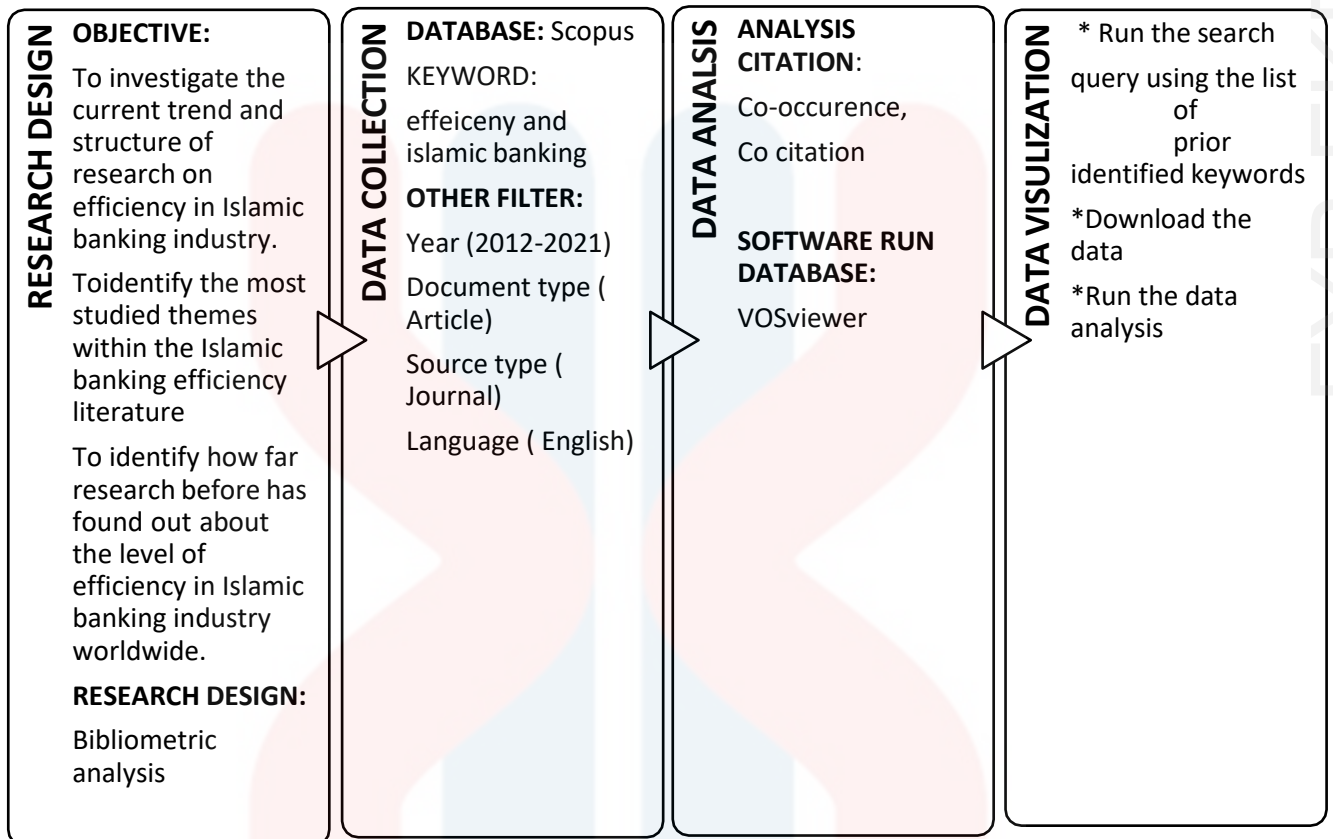 RESEARCH DESIGN
OBJECTIVE:
To investigate the
current trend and
structure of
research on
efficiency in Islamic
banking industry.
Toidentify the most
studied themes
within the Islamic
banking efficiency
literature
To identify how far
research before has
found out about
the level of
efficiency in Islamic
banking industry
worldwide.
RESEARCH DESIGN:
Bibliometric
analysis
DATA COLLECTION
DATABASE: Scopus
KEYWORD:
effeiceny and
islamic banking
OTHER FILTER:
Year (2012-2021)
Document type (
Article)
Source type (
Journal)
Language ( English)
DATA ANALSIS
ANALYSIS
CITATION:
Co-occurence,
Co citation
SOFTWARE RUN
DATABASE:
VOSviewer
DATA VISULIZATION
* Run the search
query using the list
of
prior
identified keywords
*Download the
data
*Run the data
analysis